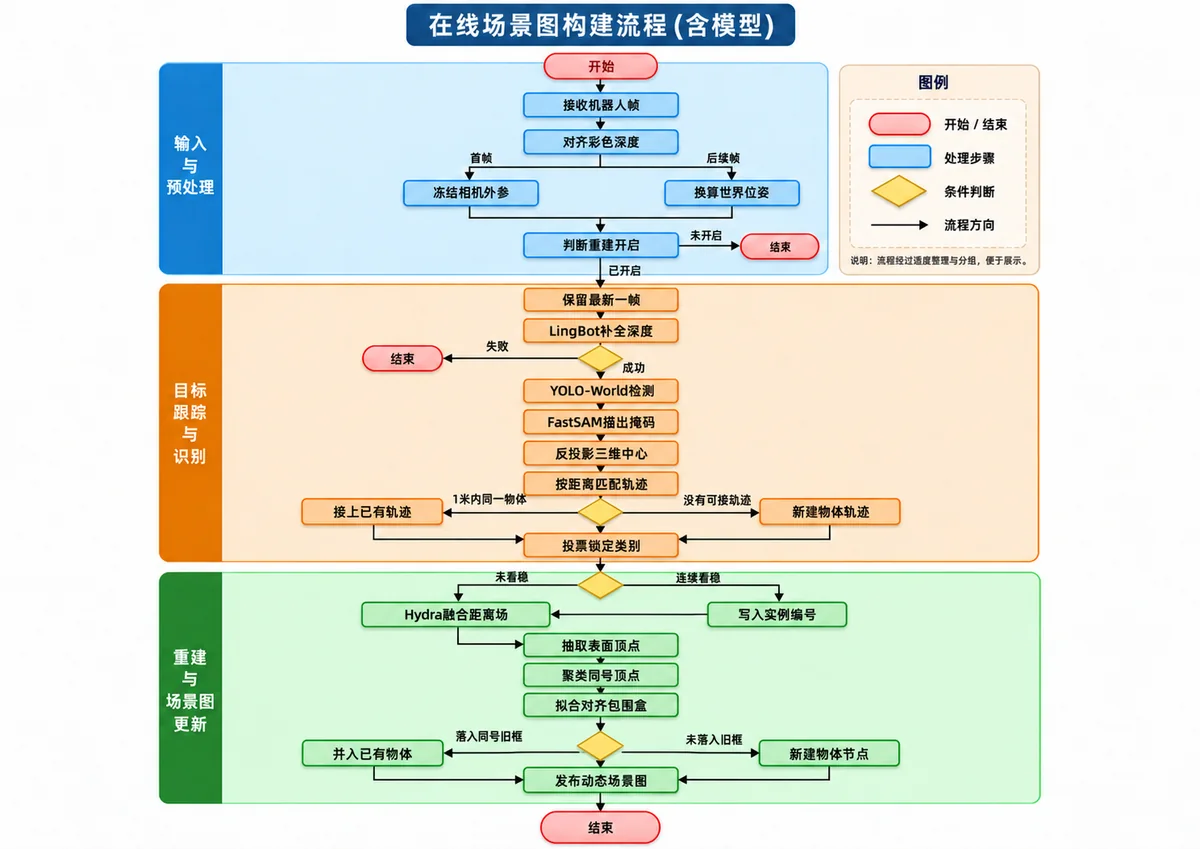 在线场景图构建流程(含模型)
输入
与
预处理
开始
接收机器人帧
对齐彩色深度
首帧
后续帧
冻结相机外参
换算世界位姿
判断重建开启
未开启
结束
已开启
图例
开始 / 结束
处理步骤
条件判断
流程方向
说明:流程经过适度整理与分组,便于展示。
目标
跟踪
与
识别
保留最新一帧
LingBot补全深度
失败
结束
成功
YOLO-World检测
FastSAM描出掩码
反投影三维中心
按距离匹配轨迹
1米内同一物体
没有可接轨迹
接上已有轨迹
新建物体轨迹
投票锁定类别
重建
与
场景图
更新
未看稳
连续看稳
Hydra融合距离场
写入实例编号
抽取表面顶点
聚类同号顶点
拟合对齐包围盒
落入同号旧框
未落入旧框
并入已有物体
新建物体节点
发布动态场景图
结束